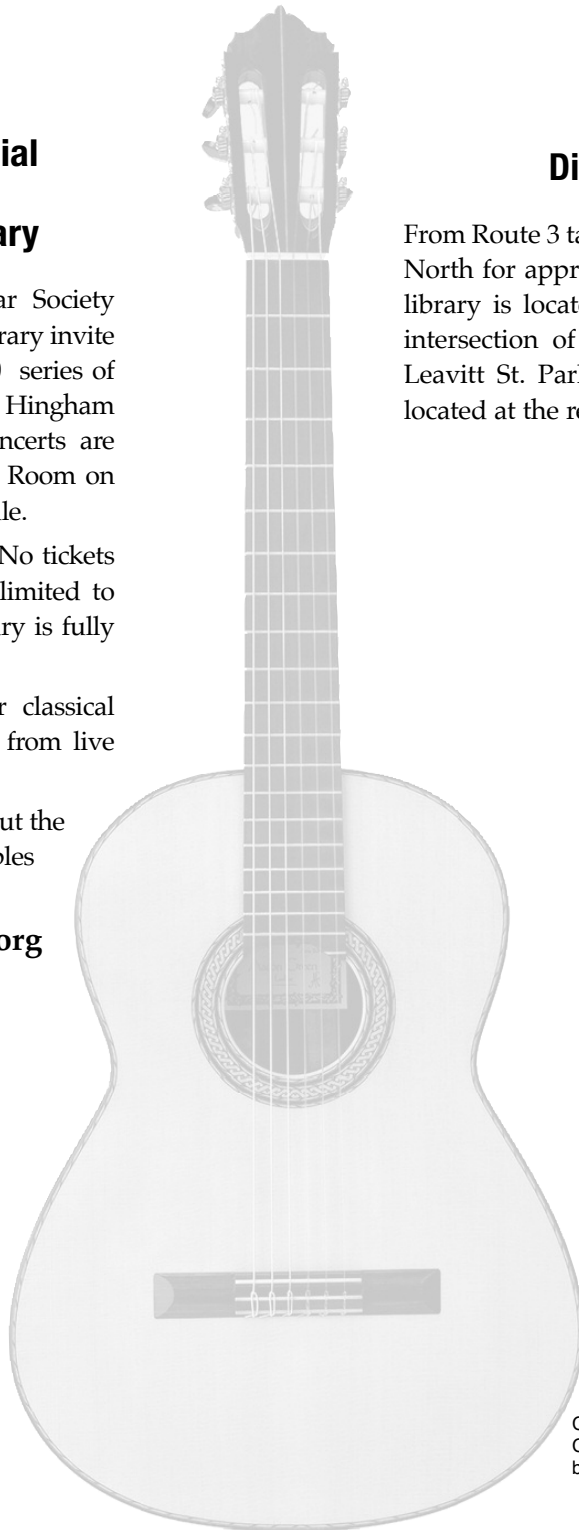 ial
ary
ar Society
rary invite
) series of
Hingham
ncerts are
Room on
le.
No tickets
limited to
ry is fully
r classical
from live
ut the
oles
org
Di
From Route 3 ta
North for appr
library is locat
intersection of
Leavitt St. Parl
located at the re